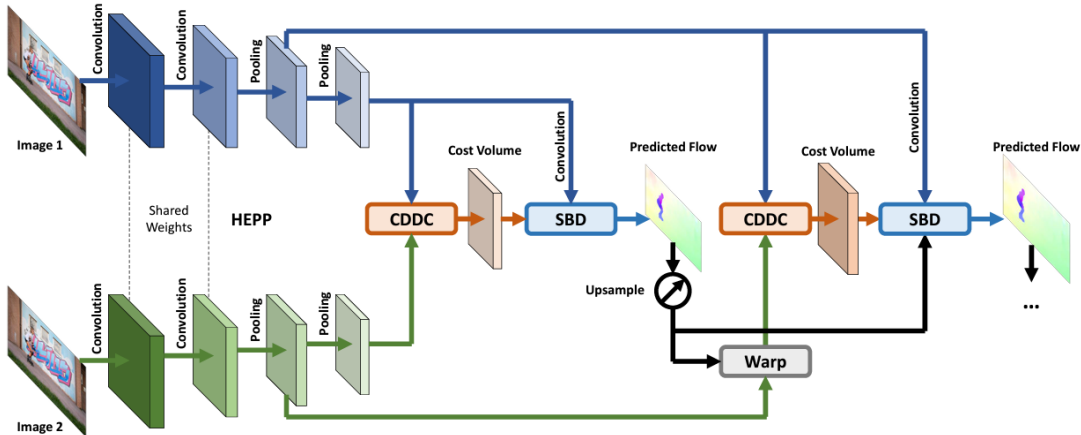 Convolution
Convolution
Pooling
Pooling
Image 1
Convolution
Convolution
Cost Volume
Predicted Flow
Cost Volume
Predicted Flow
Shared
Weights
HEPP
CDDC
SBD
CDDC
SBD
Upsample
...
Convolution
Convolution
Pooling
Pooling
Warp
Image 2